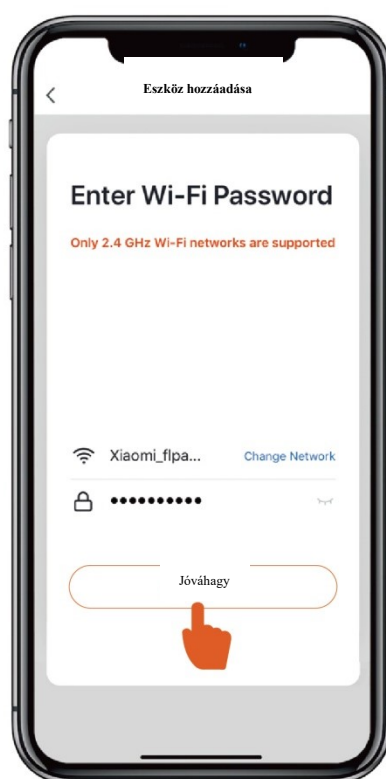 Eszköz hozzáadása
Enter Wi-Fi Password
Only 2.4 GHz Wi-Fi networks are supported
Xiaomi_flpa... Change Network
••••••••••
Jóváhagy